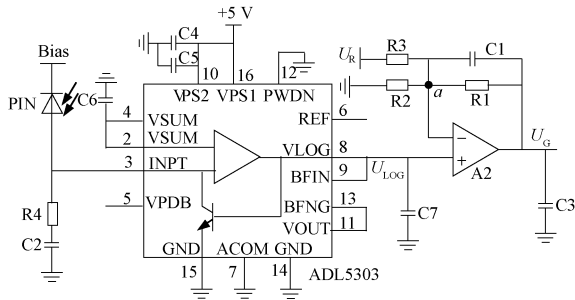 +5 V
Bias
C4
C5
U_R
R3
C1
10
16
12
VPS2
VPS1
PWDN
PIN
C6
R2
a
R1
4
VSUM
6
REF
2
VSUM
8
VLOG
U_LOG
−
+
A2
U_G
3
INPT
9
BFIN
5
VPDB
13
BFNG
11
VOUT
R4
C2
C7
C3
GND
ACOM
GND
15
7
14
ADL5303